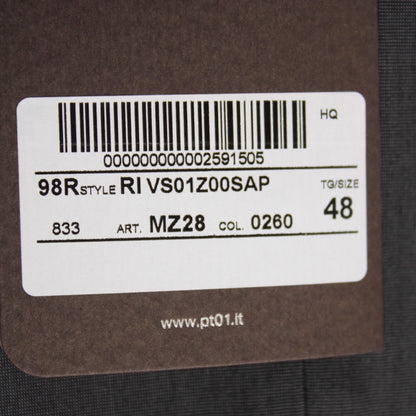 HQ
000000000002591505
98R STYLE RI VS01Z00SAP TG/SIZE
833 ART. MZ28 COL. 0260 48
www.pt01.it